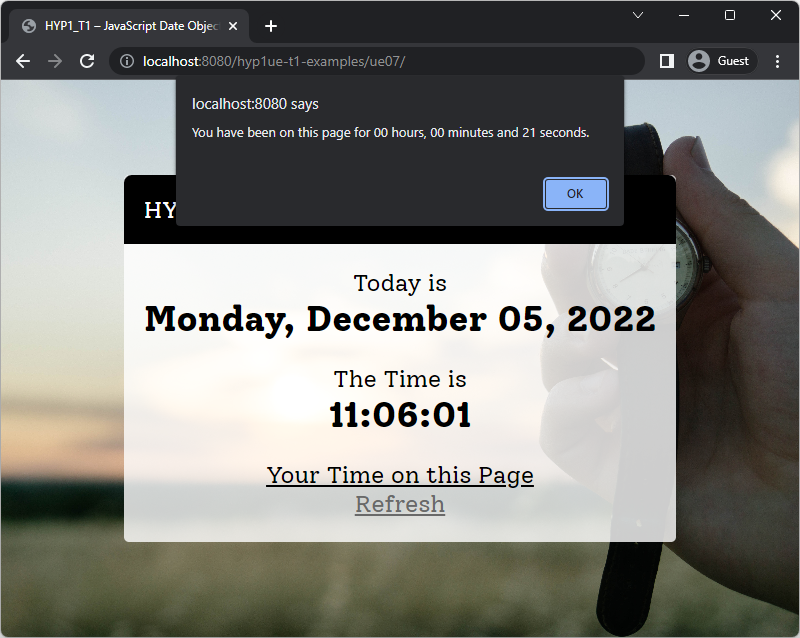 HYP1_T1 – JavaScript Date Objec
localhost:8080/hyp1ue-t1-examples/ue07/
Guest
localhost:8080 says
You have been on this page for 00 hours, 00 minutes and 21 seconds.
OK
HY
Today is
Monday, December 05, 2022
The Time is
11:06:01
Your Time on this Page
Refresh